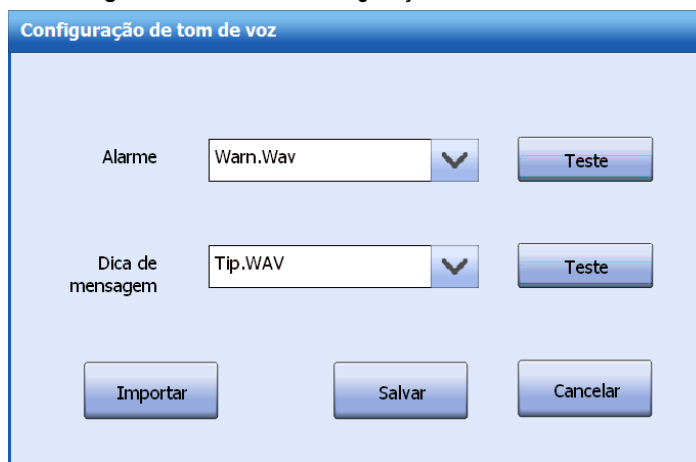 Configuração de tom de voz
Alarme
Warn.Wav
Teste
Dica de
mensagem
Tip.WAV
Teste
Importar
Salvar
Cancelar